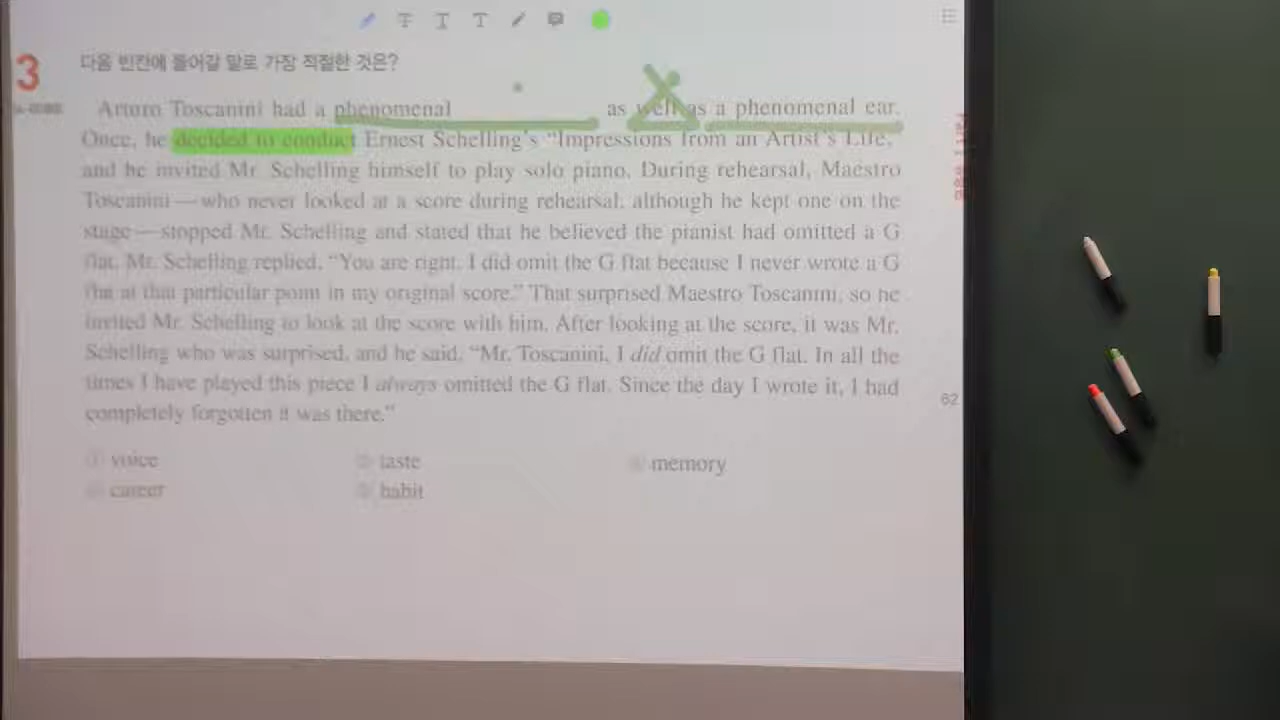 3
다음 빈칸에 들어갈 말로 가장 적절한 것은?
Arturo Toscanini had a phenomenal as well as a phenomenal ear.
Once, he decided to conduct Ernest Schelling's “Impressions from an Artist's Life,”
and he invited Mr. Schelling himself to play solo piano. During rehearsal, Maestro
Toscanini—who never looked at a score during rehearsal, although he kept one on the
stage—stopped Mr. Schelling and stated that he believed the pianist had omitted a G
flat. Mr. Schelling replied, “You are right. I did omit the G flat because I never wrote a G
flat at that particular point in my original score.” That surprised Maestro Toscanini, so he
invited Mr. Schelling to look at the score with him. After looking at the score, it was Mr.
Schelling who was surprised, and he said, “Mr. Toscanini, I did omit the G flat. In all the
times I have played this piece I always omitted the G flat. Since the day I wrote it, I had
completely forgotten it was there.”
62
① voice ② taste ③ memory
④ career ⑤ habit